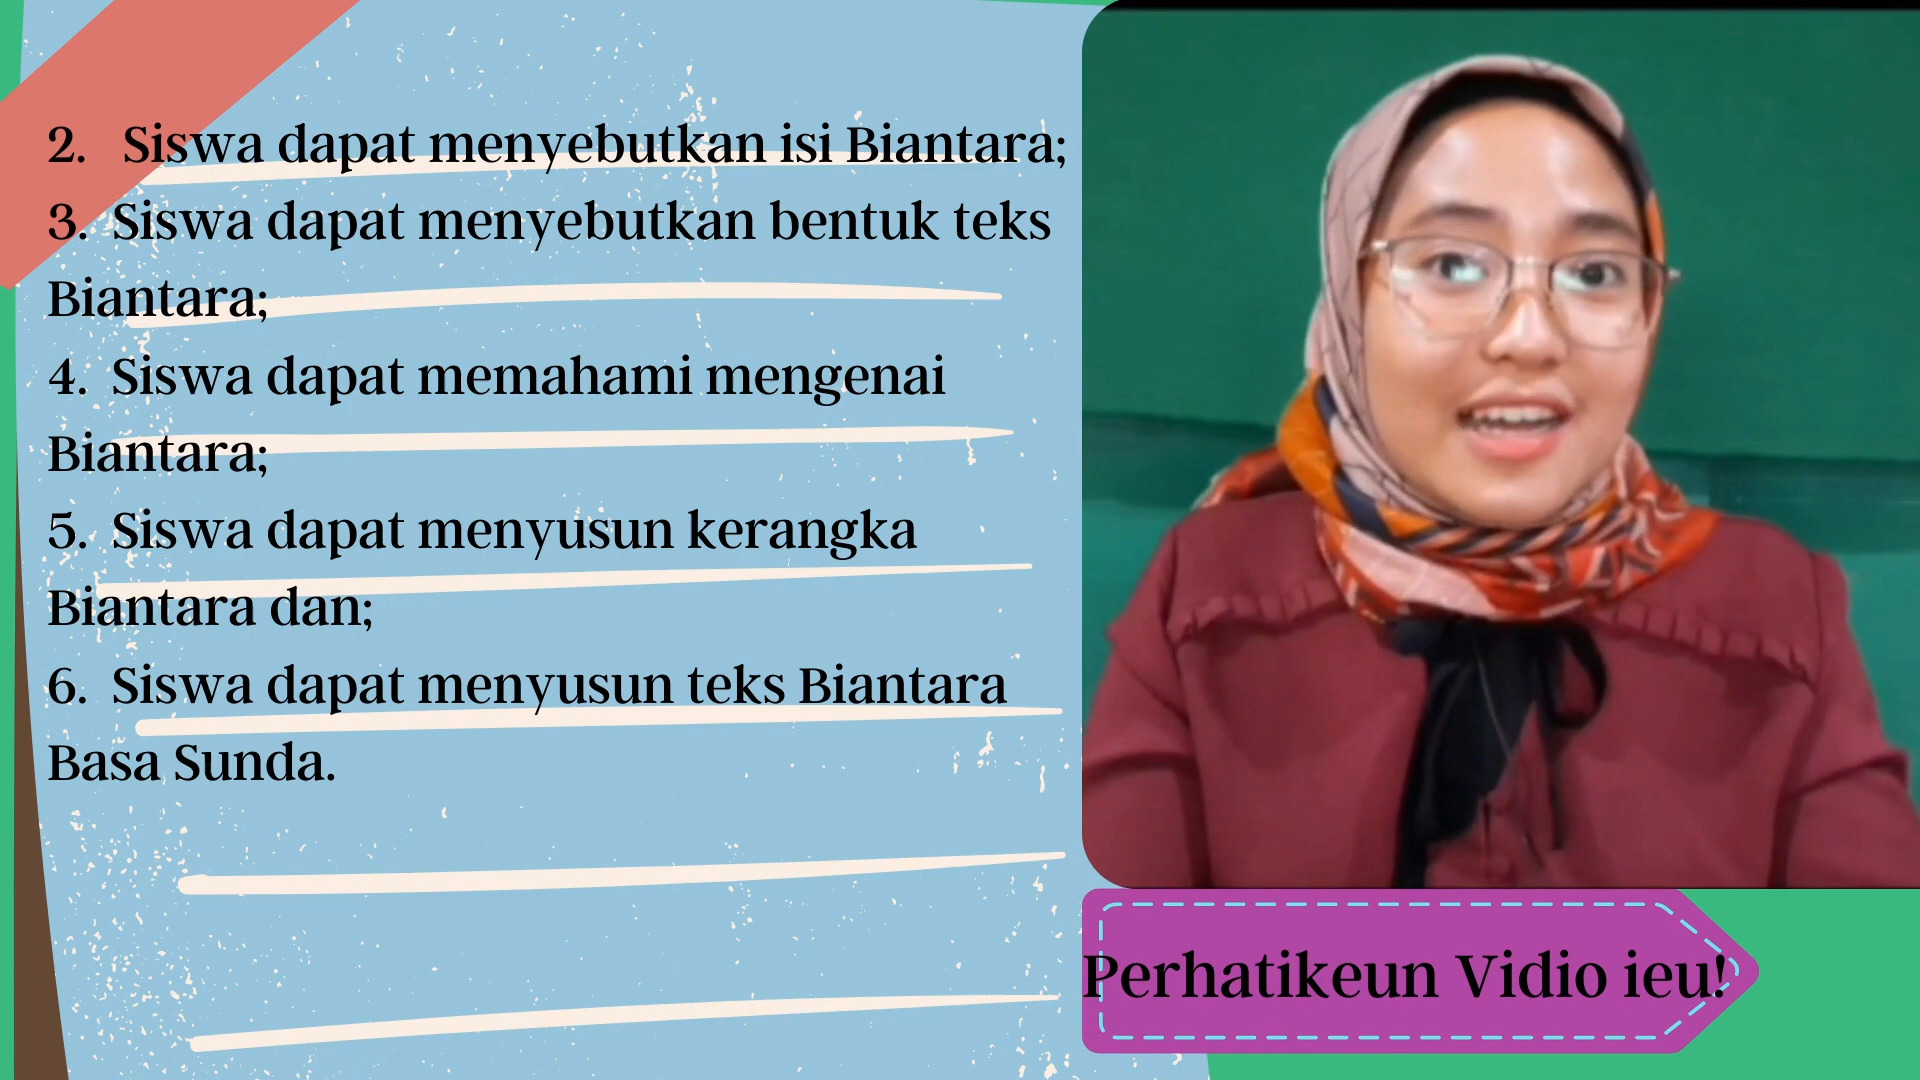 2. Siswa dapat menyebutkan isi Biantara;
3. Siswa dapat menyebutkan bentuk teks
Biantara;
4. Siswa dapat memahami mengenai
Biantara;
5. Siswa dapat menyusun kerangka
Biantara dan;
6. Siswa dapat menyusun teks Biantara
Basa Sunda.
Perhatikeun Vidio ieu!